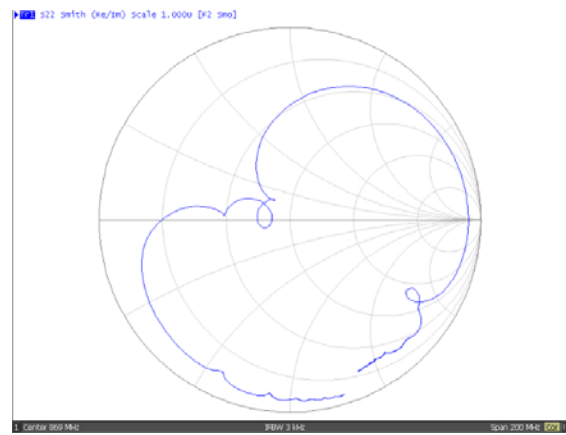 Tr1 S22 Smith (Re/Im) Scale 1.000U [F2 Smo]
1 Center 869 MHz IFBW 3 kHz Span 200 MHz Cor